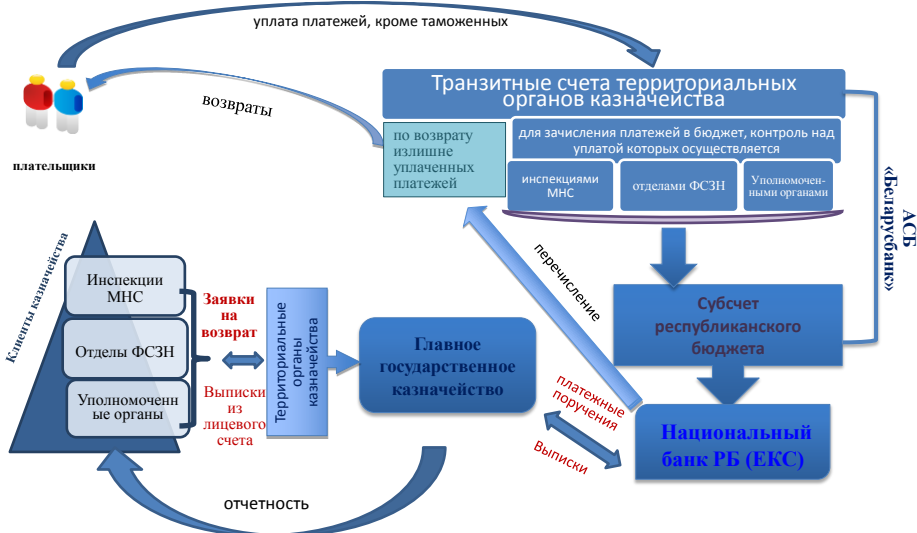 уплата платежей, кроме таможенных
возвраты
плательщики
Транзитные счета территориальных
органов казначейства
по возврату
излишне
уплаченных
платежей
для зачисления платежей в бюджет, контроль над
уплатой которых осуществляется
инспекциями
МНС
отделами ФСЗН
Уполномочен-
ными органами
АСБ
«Беларусбанк»
перечисление
Субсчет
республиканского
бюджета
Клиенты казначейства
Инспекции
МНС
Отделы ФСЗН
Уполномоченн
ые органы
Заявки
на
возврат
Выписки
из
лицевого
счета
Территориальные
органы
казначейства
Главное
государственное
казначейство
платежные
поручения
Выписки
Национальный
банк РБ (ЕКС)
отчетность